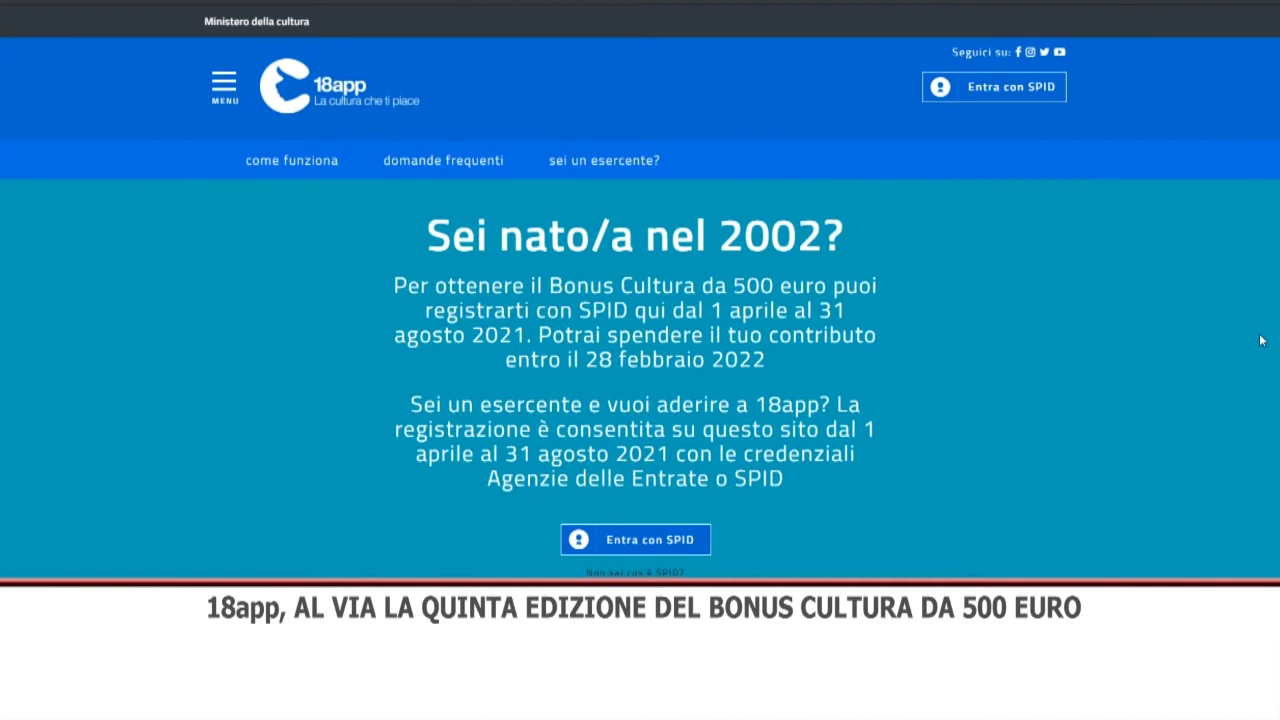 Ministero della cultura
Seguici su:
MENU
18app
La cultura che ti piace
Entra con SPID
come funziona
domande frequenti
sei un esercente?
Sei nato/a nel 2002?
Per ottenere il Bonus Cultura da 500 euro puoi
registrarti con SPID qui dal 1 aprile al 31
agosto 2021. Potrai spendere il tuo contributo
entro il 28 febbraio 2022
Sei un esercente e vuoi aderire a 18app? La
registrazione è consentita su questo sito dal 1
aprile al 31 agosto 2021 con le credenziali
Agenzie delle Entrate o SPID
Entra con SPID
Non sai cos'è SPID?
18app, AL VIA LA QUINTA EDIZIONE DEL BONUS CULTURA DA 500 EURO